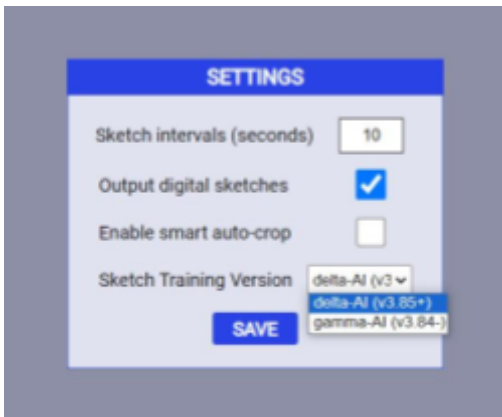 SETTINGS
Sketch intervals (seconds) 10
Output digital sketches
Enable smart auto-crop
Sketch Training Version delta-AI (v3
delta-AI (v3.85+)
gamma-AI (v3.84-)
SAVE